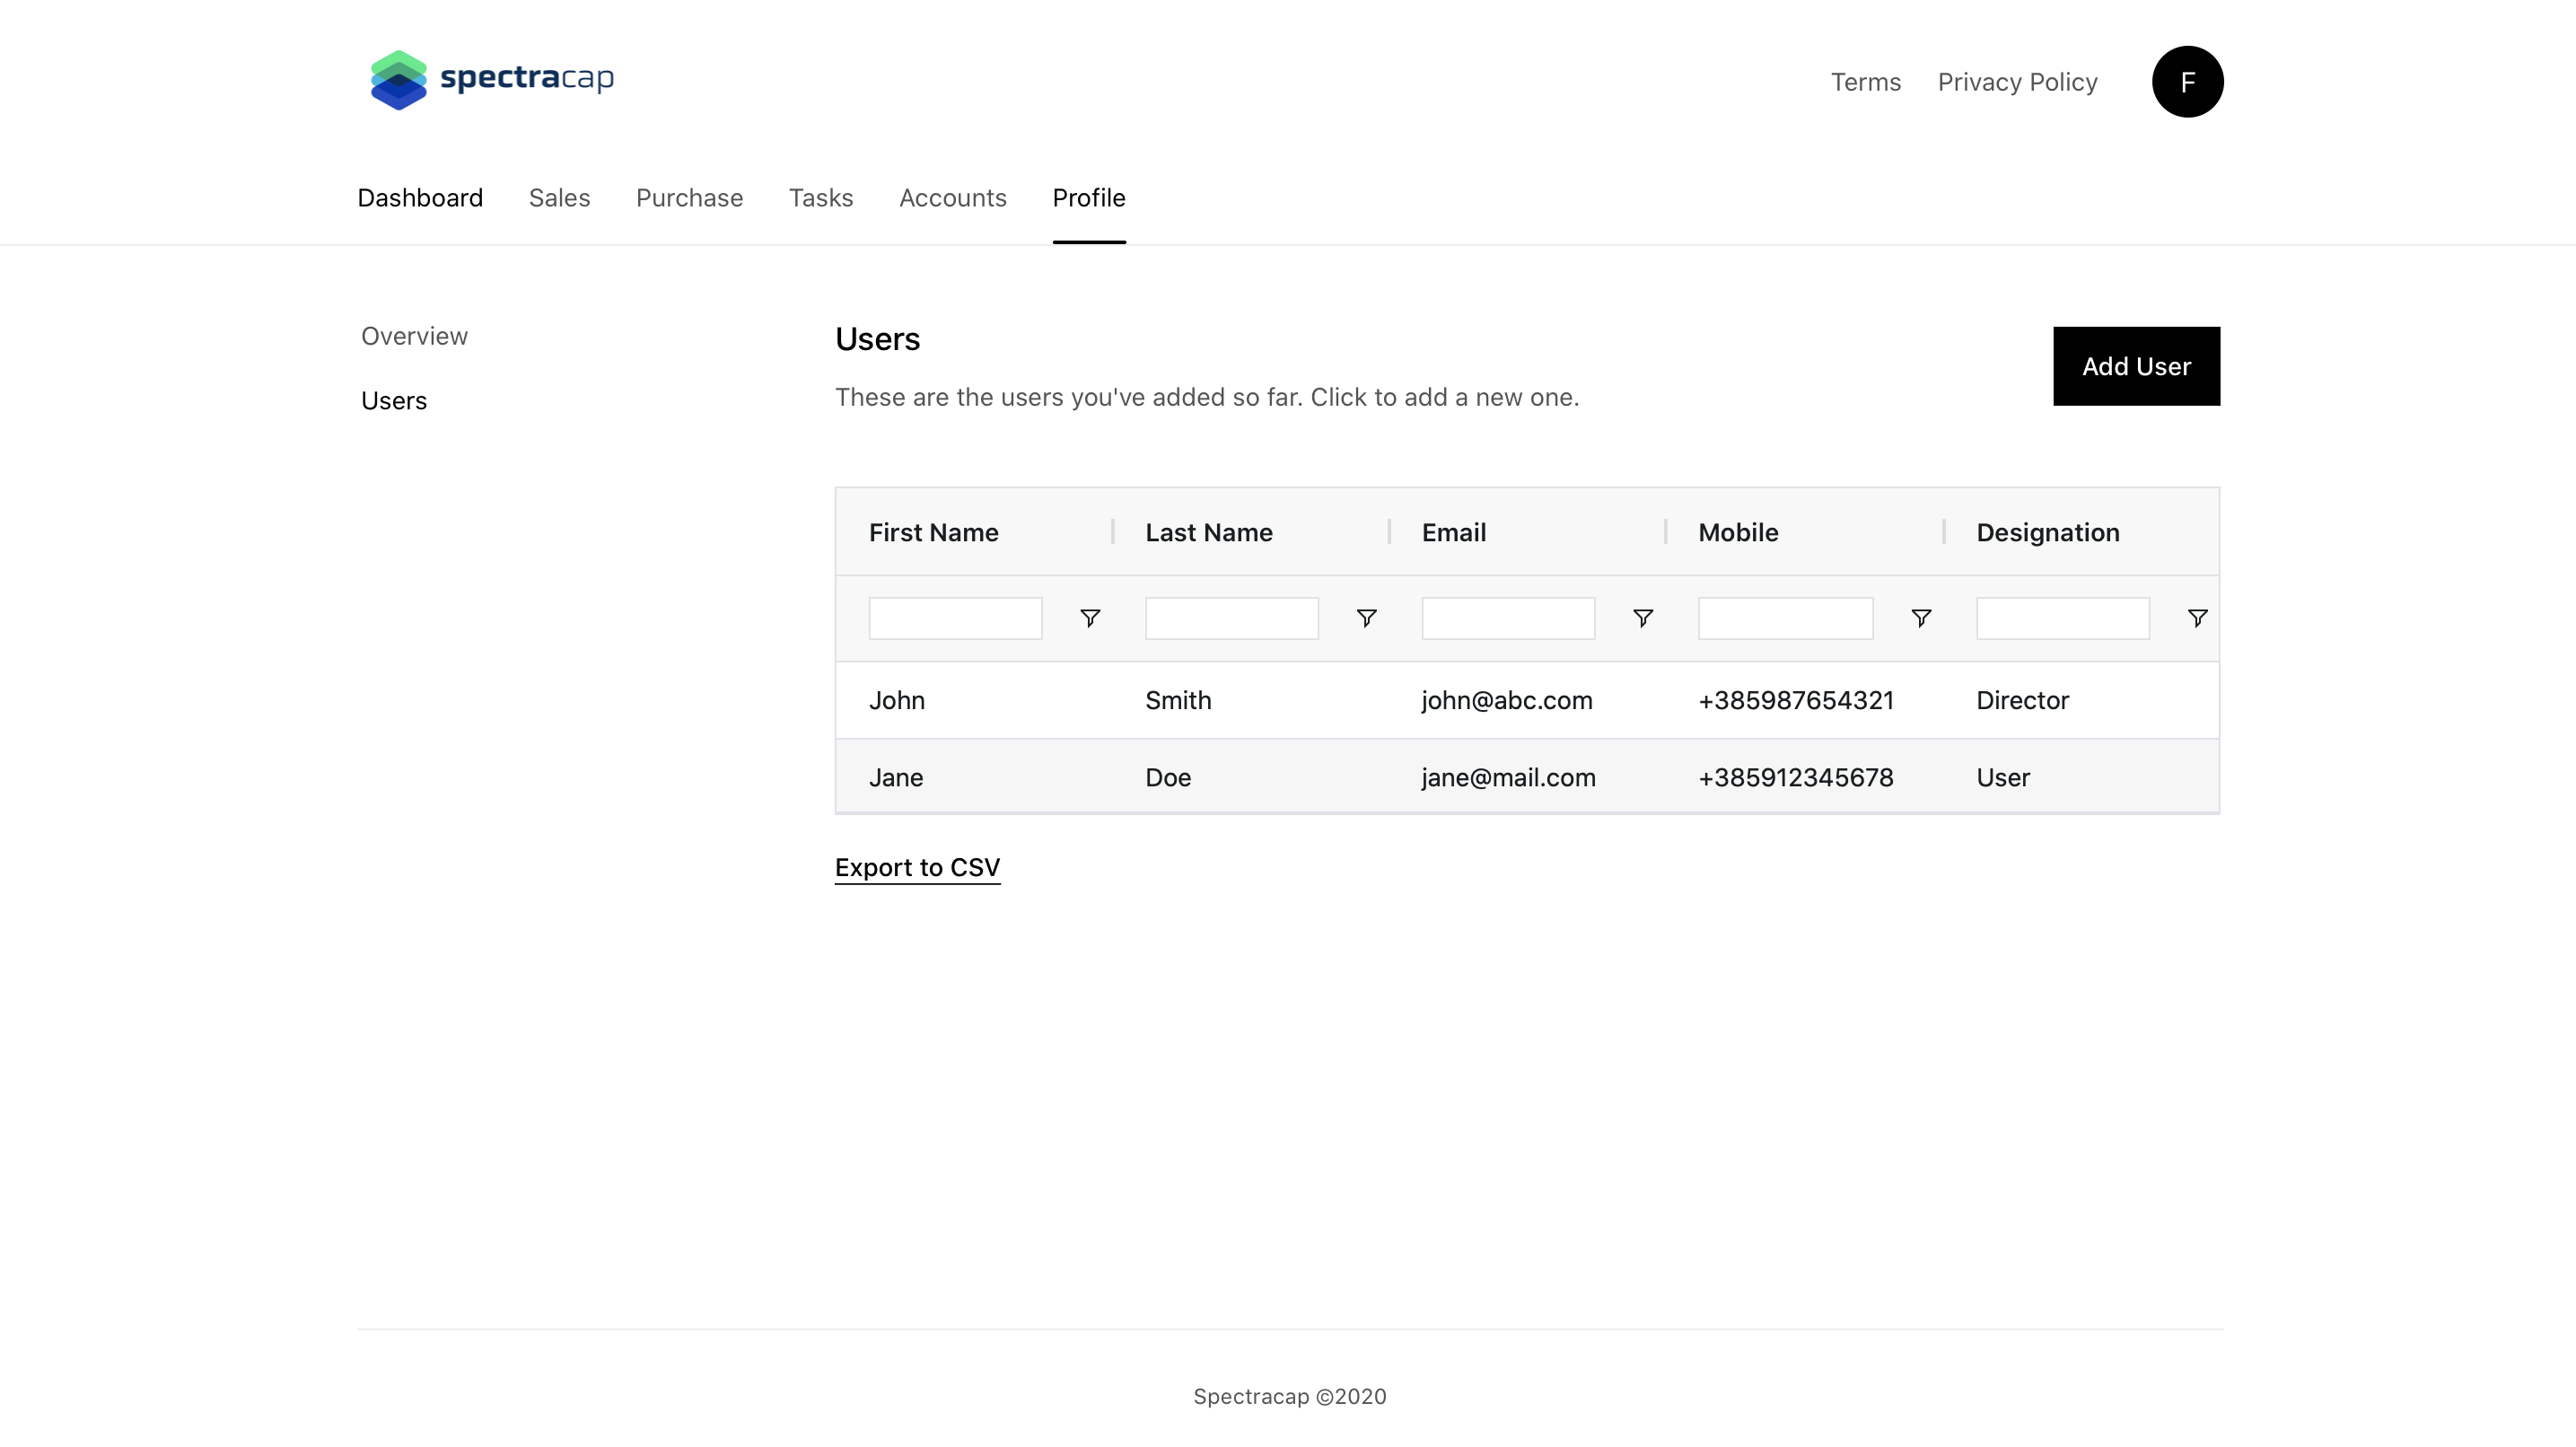 spectracap
Terms Privacy Policy F
Dashboard Sales Purchase Tasks Accounts Profile
Overview
Users
Users
These are the users you've added so far. Click to add a new one.
Add User
First Name Last Name Email Mobile Designation
John Smith john@abc.com +385987654321 Director
Jane Doe jane@mail.com +385912345678 User
Export to CSV
Spectracap ©2020